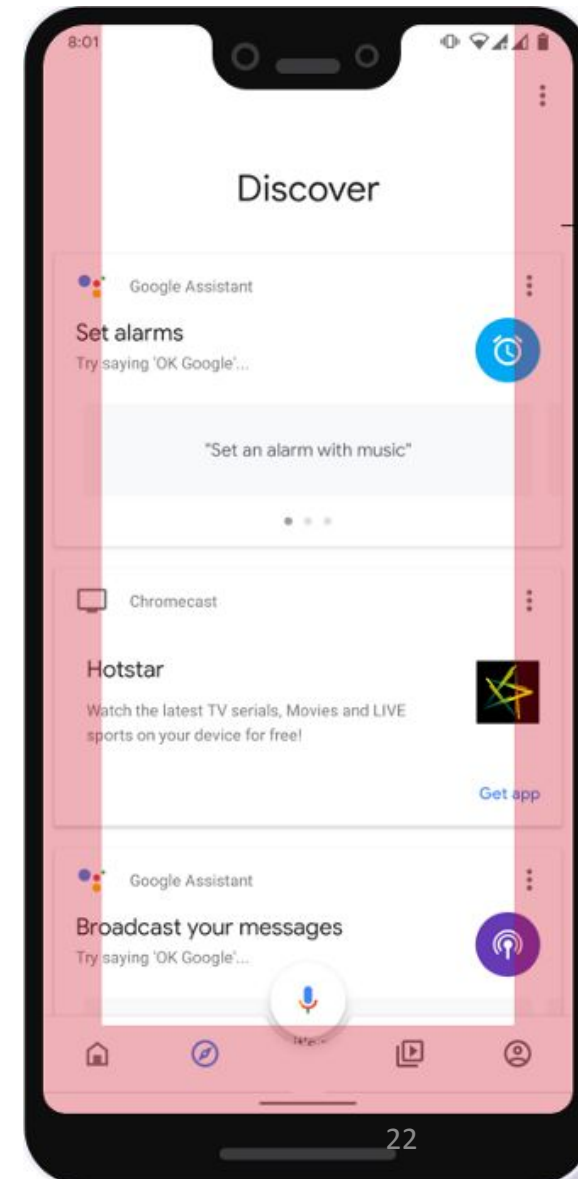 8:01
Discover
Google Assistant
Set alarms
Try saying 'OK Google'...
"Set an alarm with music"
Chromecast
Hotstar
Watch the latest TV serials, Movies and LIVE
sports on your device for free!
Get app
Google Assistant
Broadcast your messages
Try saying 'OK Google'...
22